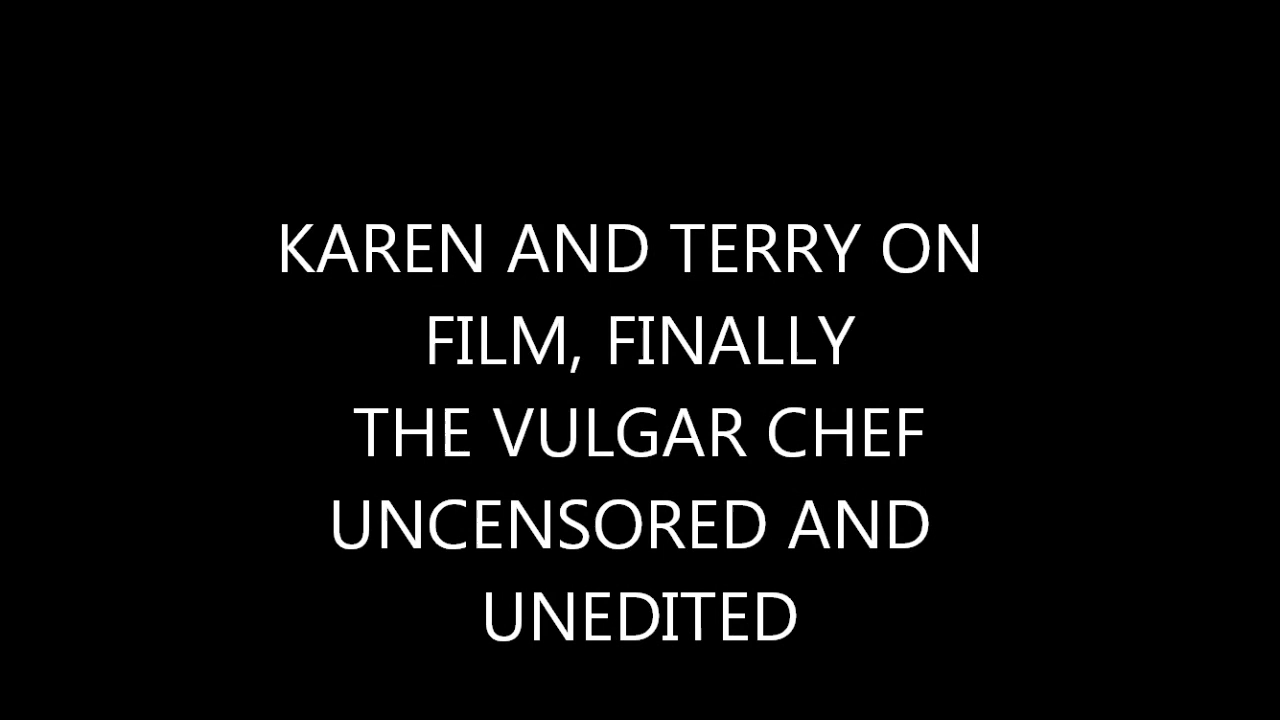 KAREN AND TERRY ON
FILM, FINALLY
THE VULGAR CHEF
UNCENSORED AND
UNEDITED